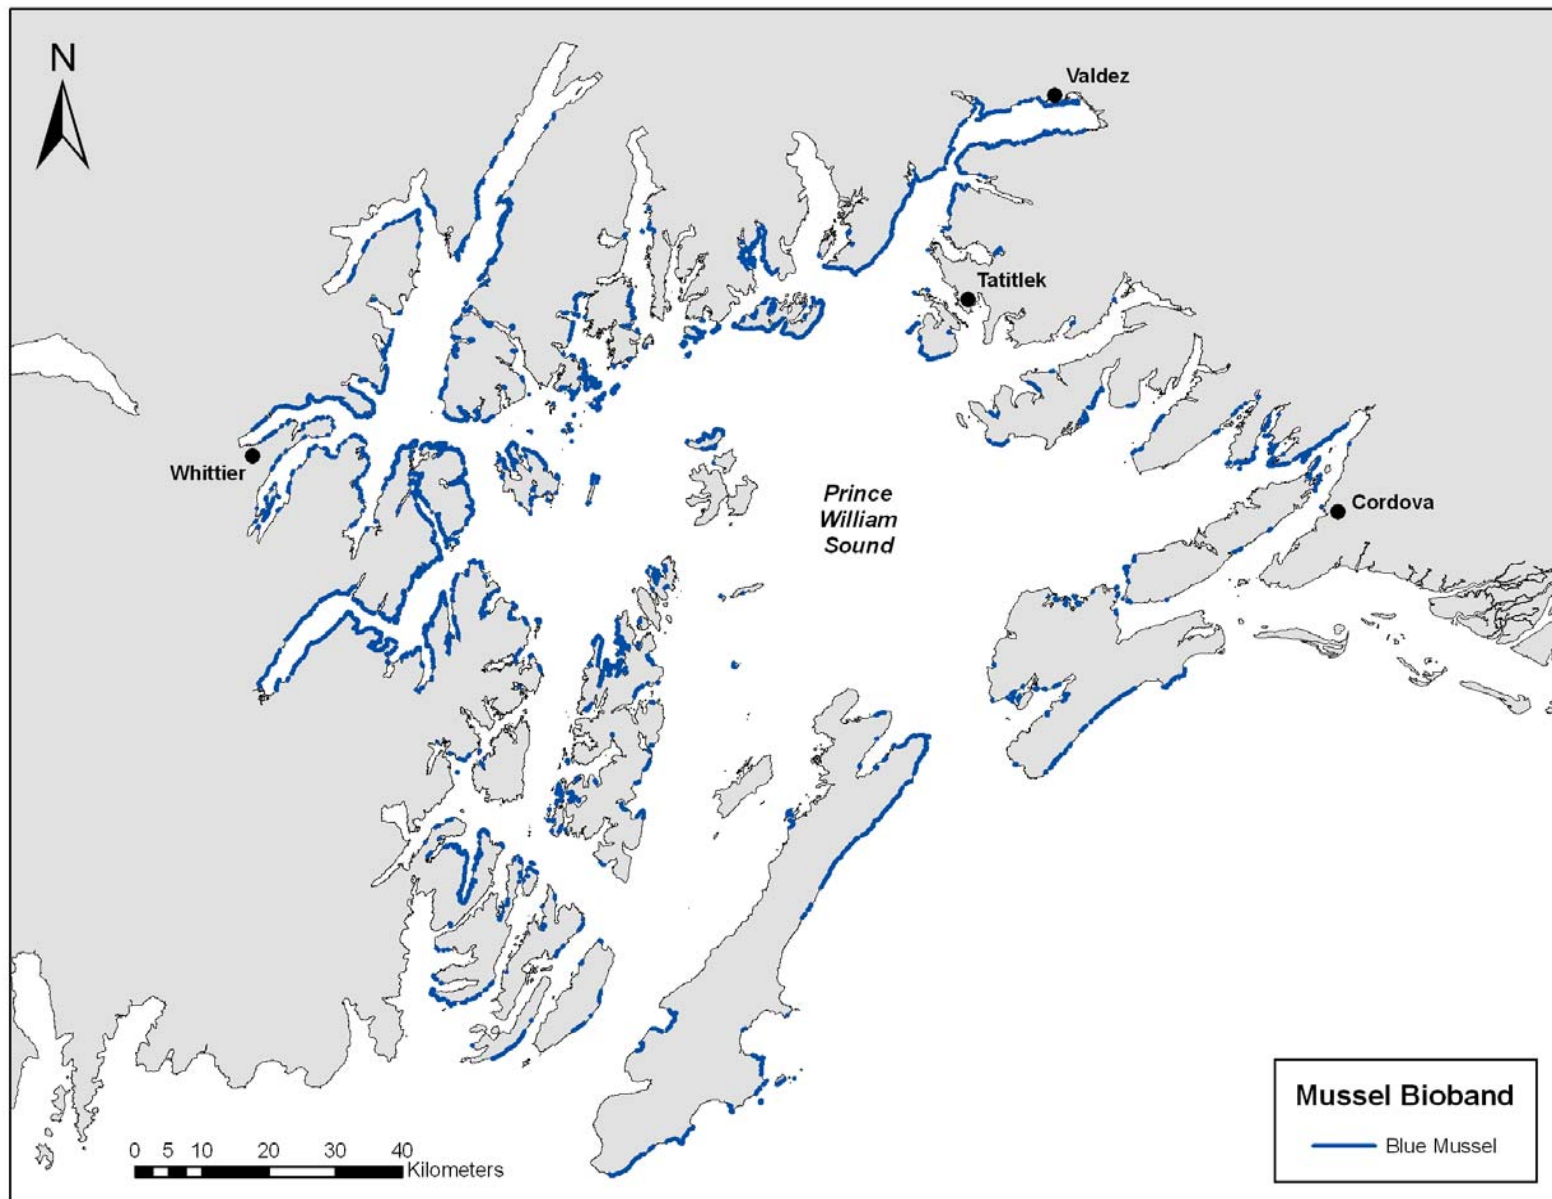 N
Valdez
Tatitlek
Whittier
Prince
William
Sound
Cordova
0 5 10 20 30 40
Kilometers
Mussel Bioband
Blue Mussel